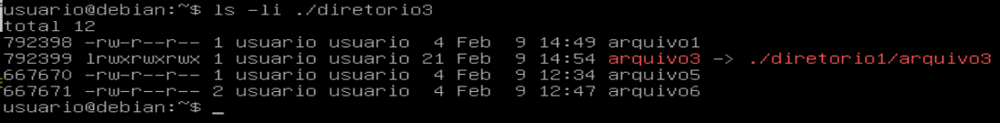 usuario@debian:~$ ls -li ./diretorio3
total 12
792398 -rw-r--r-- 1 usuario usuario  4 Feb  9 14:49 arquivo1
792399 lrwxrwxrwx 1 usuario usuario 21 Feb  9 14:54 arquivo3 -> ./diretorio1/arquivo3
667670 -rw-r--r-- 1 usuario usuario  4 Feb  9 12:34 arquivo5
667671 -rw-r--r-- 2 usuario usuario  4 Feb  9 12:47 arquivo6
usuario@debian:~$ _